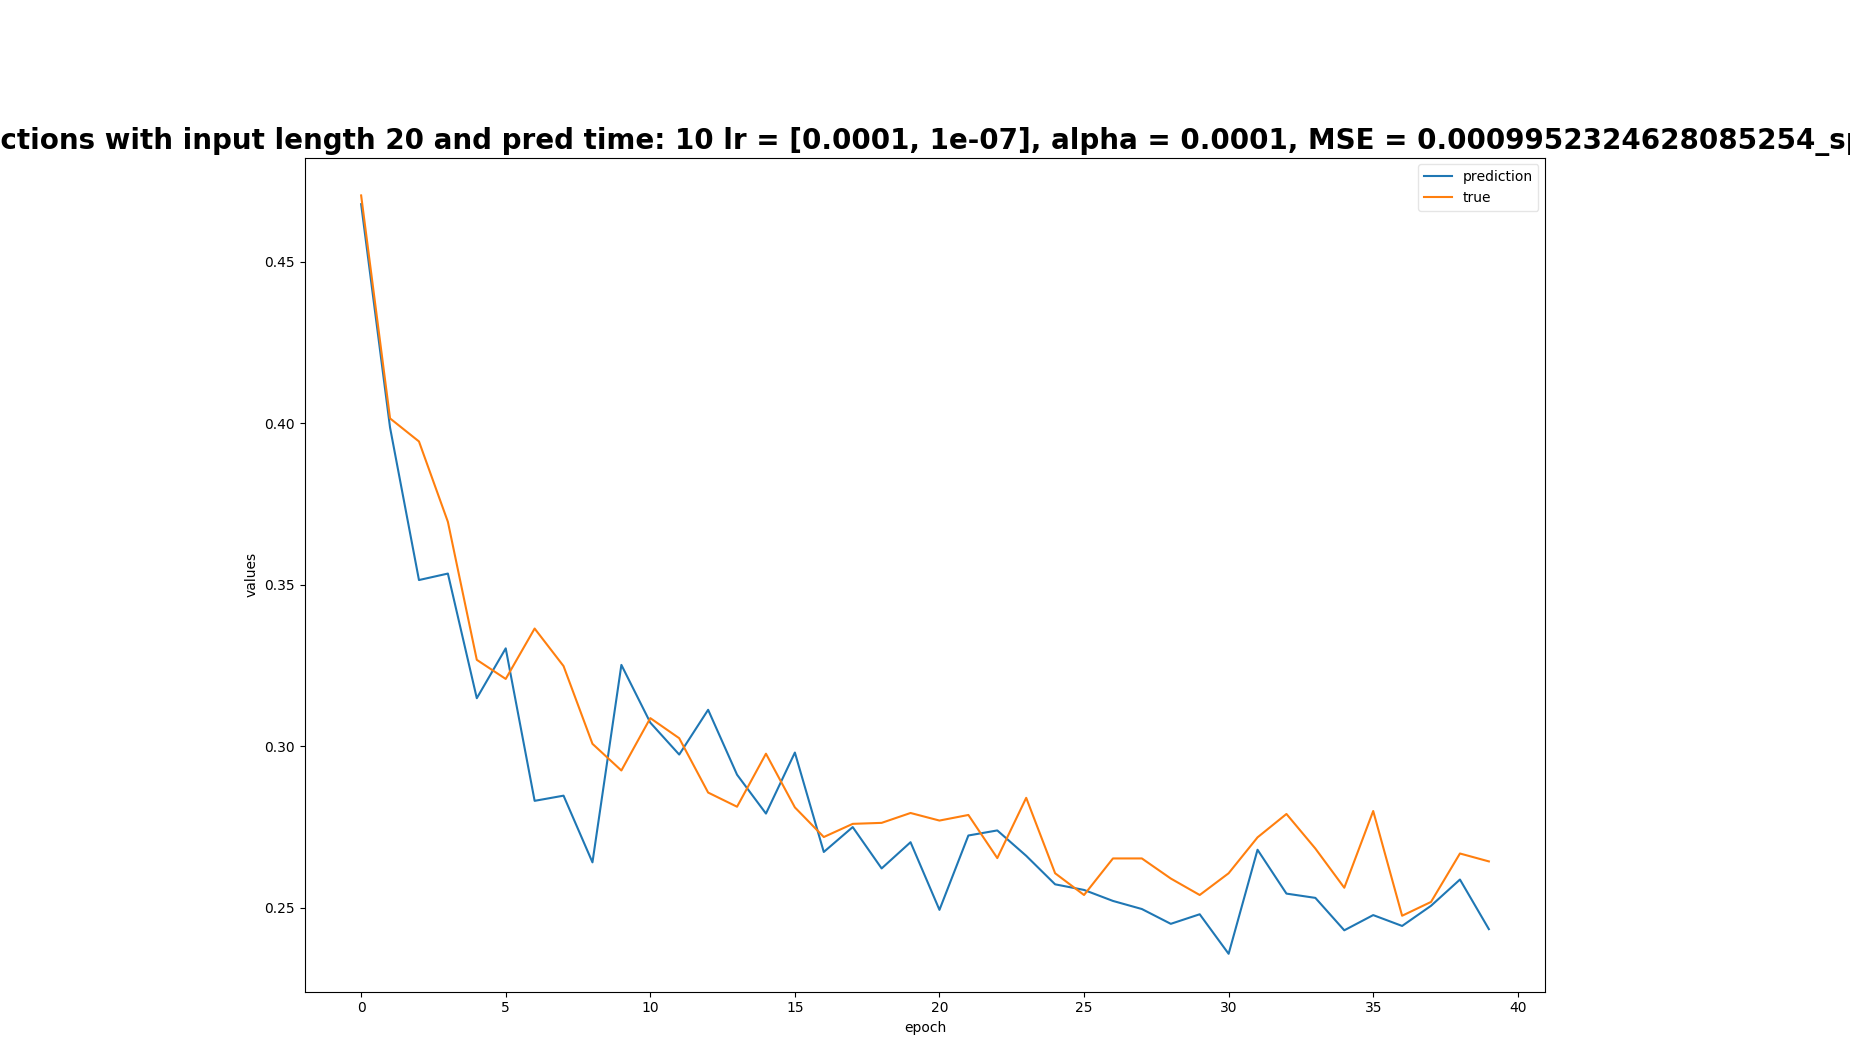 ctions with input length 20 and pred time: 10 lr = [0.0001, 1e-07], alpha = 0.0001, MSE = 0.0009952324628085254_sp
prediction
true
0.45
0.40
0.35
0.30
0.25
values
0 5 10 15 20 25 30 35 40
epoch